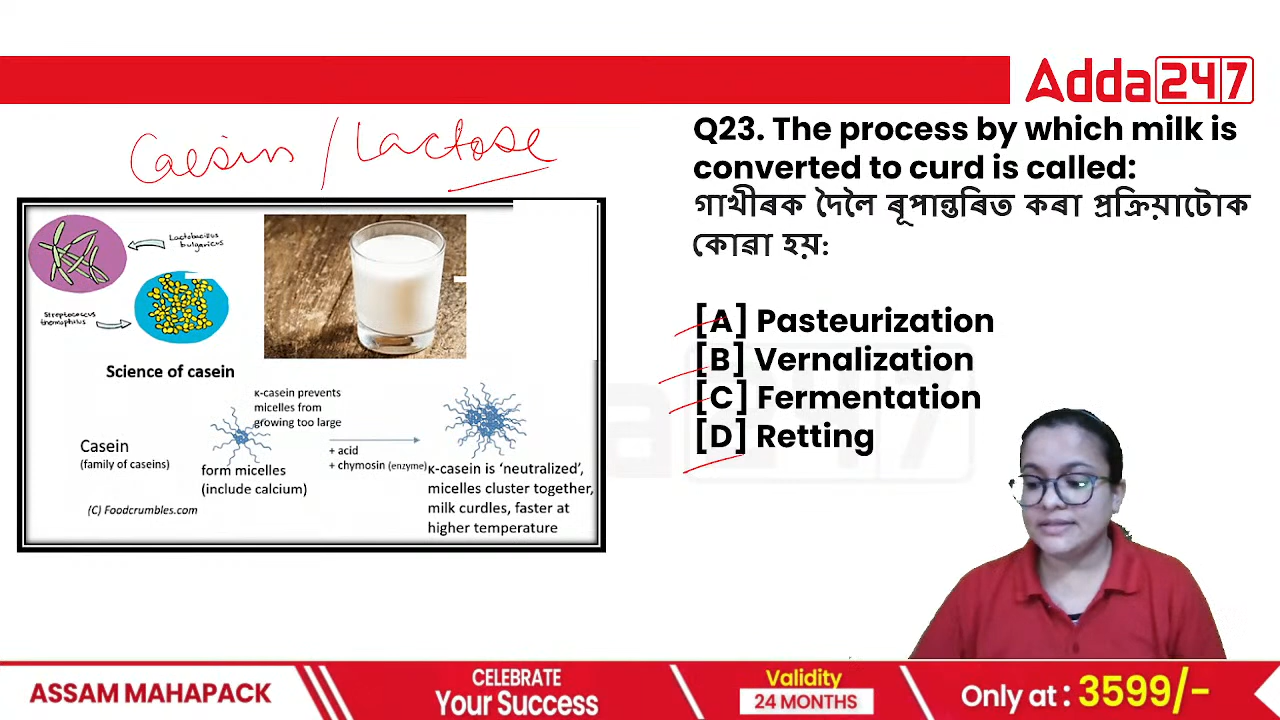 Adda247
Caesin / Lactose
Q23. The process by which milk is
converted to curd is called:
গাখীৰক দৈলৈ ৰূপান্তৰিত কৰা প্ৰক্ৰিয়াটোক
কোৱা হয়:
[A] Pasteurization
[B] Vernalization
[C] Fermentation
[D] Retting
Lactobacizus
bulgaricus
Streptococcus
thermophilus
Science of casein
κ-casein prevents
micelles from
growing too large
Casein
(family of caseins)
form micelles
(include calcium)
+ acid
+ chymosin (enzyme)
κ-casein is ‘neutralized’,
micelles cluster together,
milk curdles, faster at
higher temperature
(C) Foodcrumbles.com
ASSAM MAHAPACK
CELEBRATE
Your Success
Validity
24 MONTHS
Only at : 3599/-